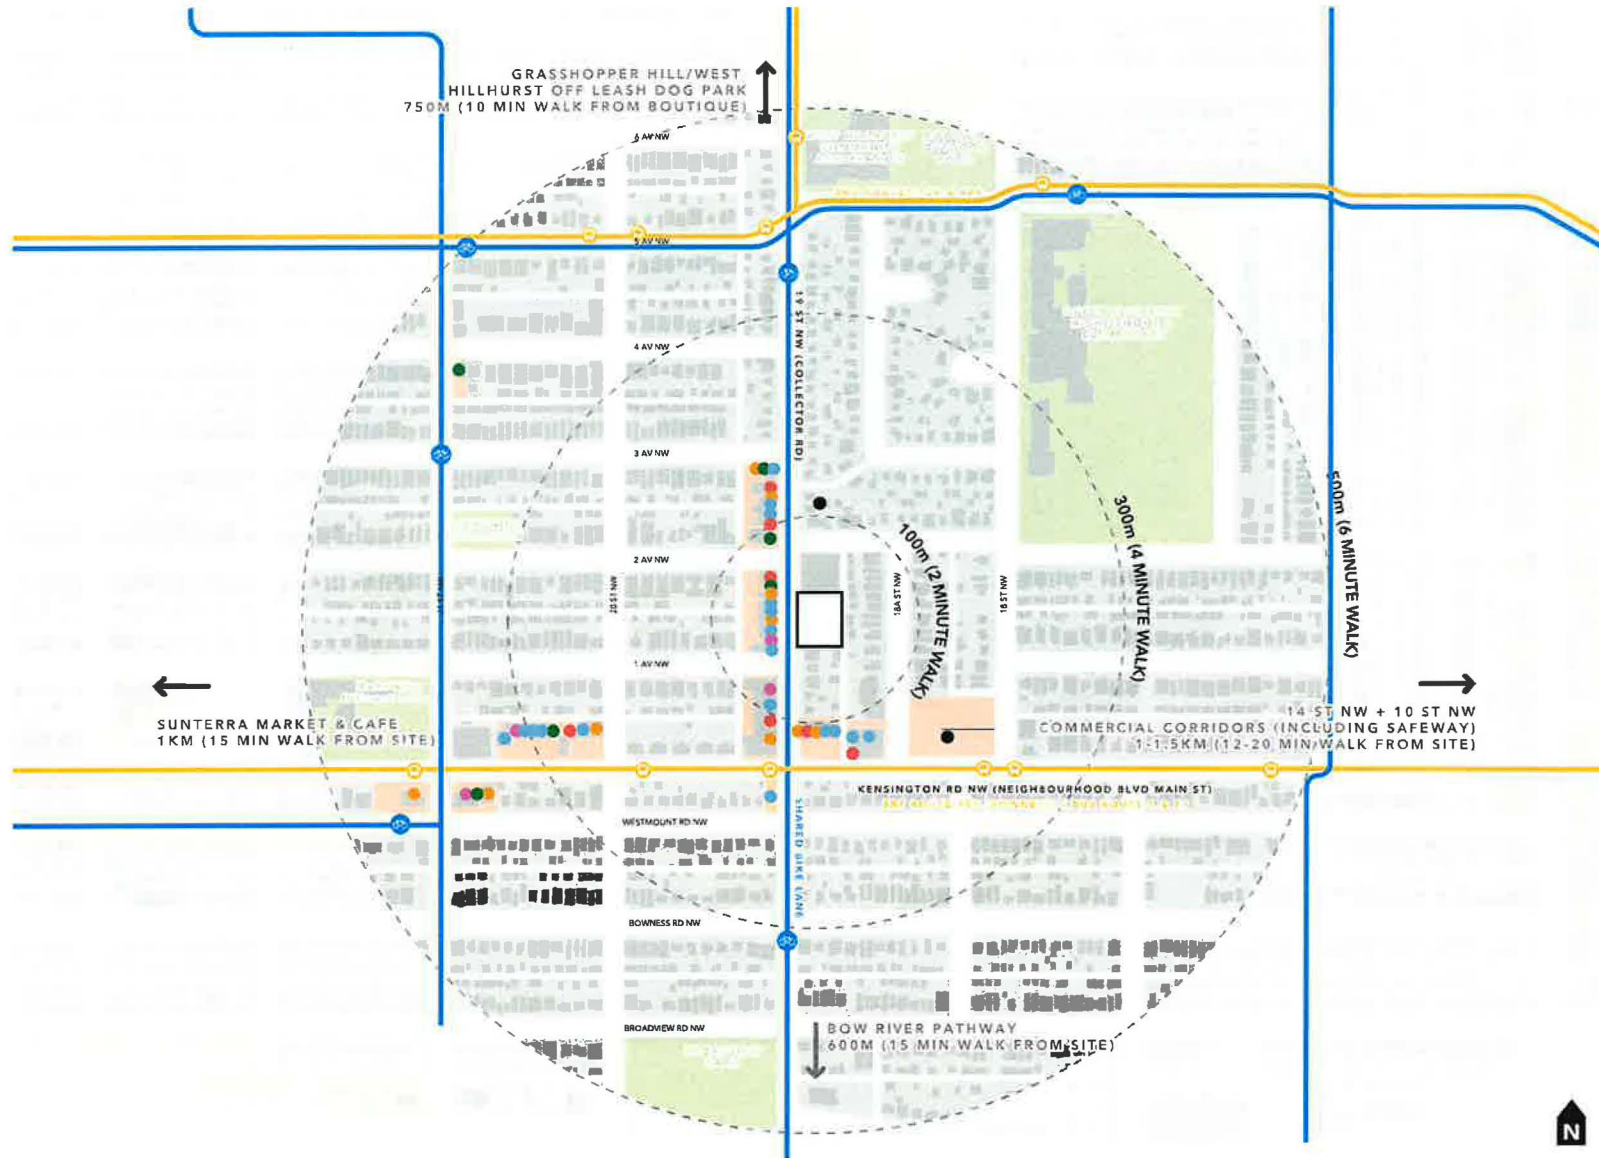 GRASSHOPPER HILL/WEST
HILLHURST OFF LEASH DOG PARK
750M (10 MIN WALK FROM BOUTIQUE)
6 AV NW
5 AV NW
19 ST NW (COLLECTOR RD)
4 AV NW
3 AV NW
500m (6 MINUTE WALK)
300m (4 MINUTE WALK)
100m (2 MINUTE WALK)
2 AV NW
20 ST NW
18A ST NW
18 ST NW
1 AV NW
SUNTERRA MARKET & CAFE
1KM (15 MIN WALK FROM SITE)
14 ST NW + 10 ST NW
COMMERCIAL CORRIDORS (INCLUDING SAFEWAY)
1-1.5KM (12-20 MIN WALK FROM SITE)
KENSINGTON RD NW (NEIGHBOURHOOD BLVD MAIN ST)
WESTMOUNT RD NW
SHARED BIKE LANE
BOWNESS RD NW
BROADVIEW RD NW
BOW RIVER PATHWAY
600M (15 MIN WALK FROM SITE)
N